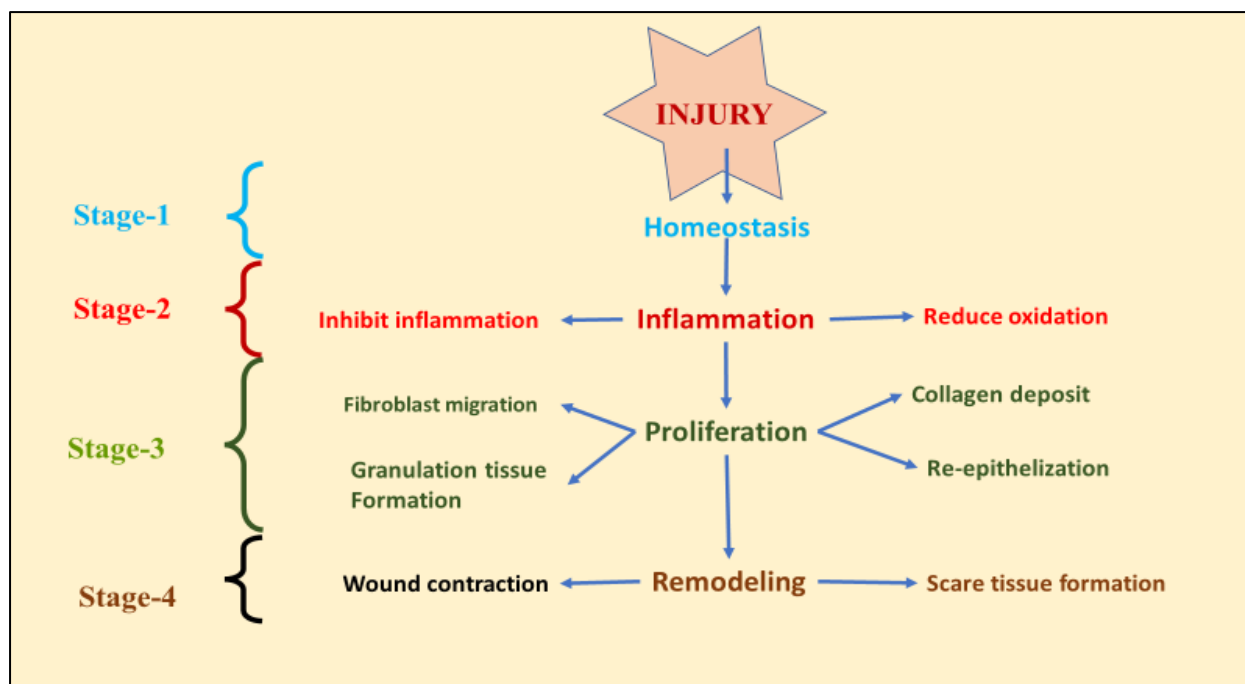 INJURY
Stage-1
Homeostasis
Stage-2
Inhibit inflammation
Inflammation
Reduce oxidation
Stage-3
Fibroblast migration
Collagen deposit
Proliferation
Granulation tissue
Formation
Re-epithelization
Stage-4
Wound contraction
Remodeling
Scare tissue formation